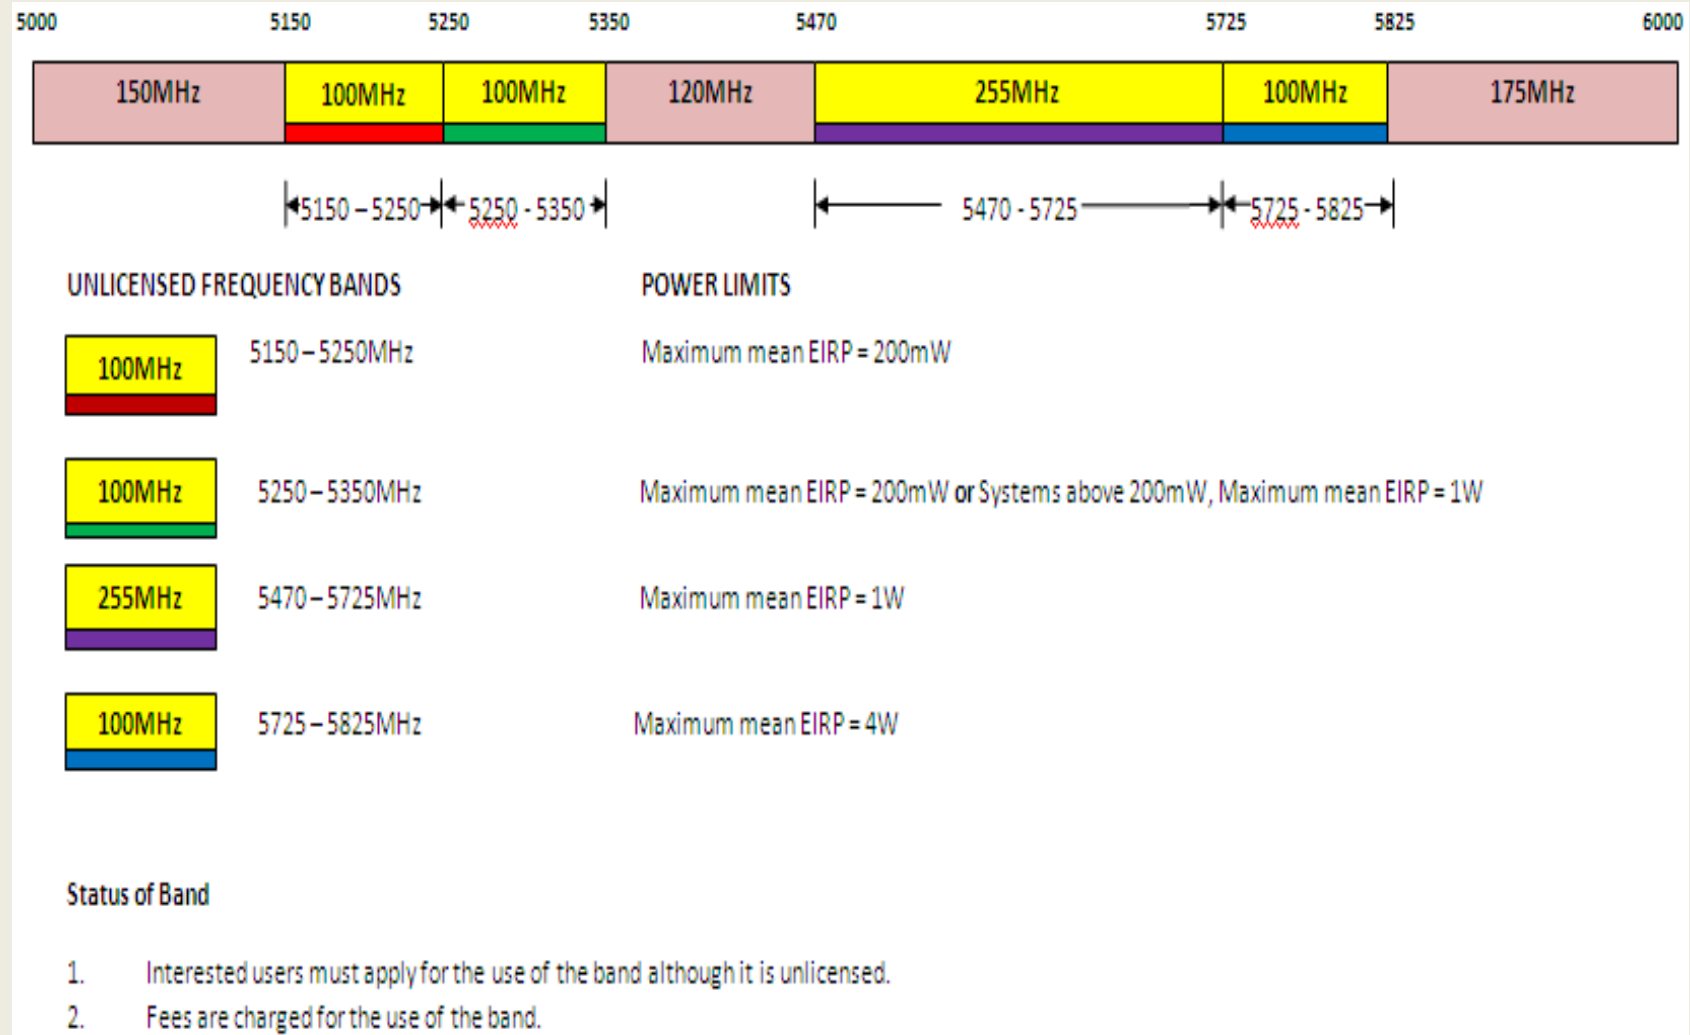 5000 5150 5250 5350 5470 5725 5825 6000
150MHz 100MHz 100MHz 120MHz 255MHz 100MHz 175MHz
5150 – 5250 5250 - 5350 5470 - 5725 5725 - 5825
UNLICENSED FREQUENCY BANDS POWER LIMITS
100MHz 5150 – 5250MHz Maximum mean EIRP = 200mW
100MHz 5250 – 5350MHz Maximum mean EIRP = 200mW or Systems above 200mW, Maximum mean EIRP = 1W
255MHz 5470 – 5725MHz Maximum mean EIRP = 1W
100MHz 5725 – 5825MHz Maximum mean EIRP = 4W
Status of Band
1. Interested users must apply for the use of the band although it is unlicensed.
2. Fees are charged for the use of the band.